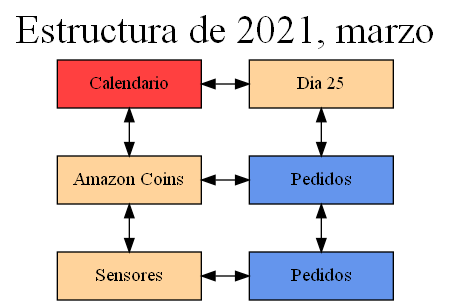 Estructura de 2021, marzo
Calendario
Dia 25
Amazon Coins
Pedidos
Sensores
Pedidos